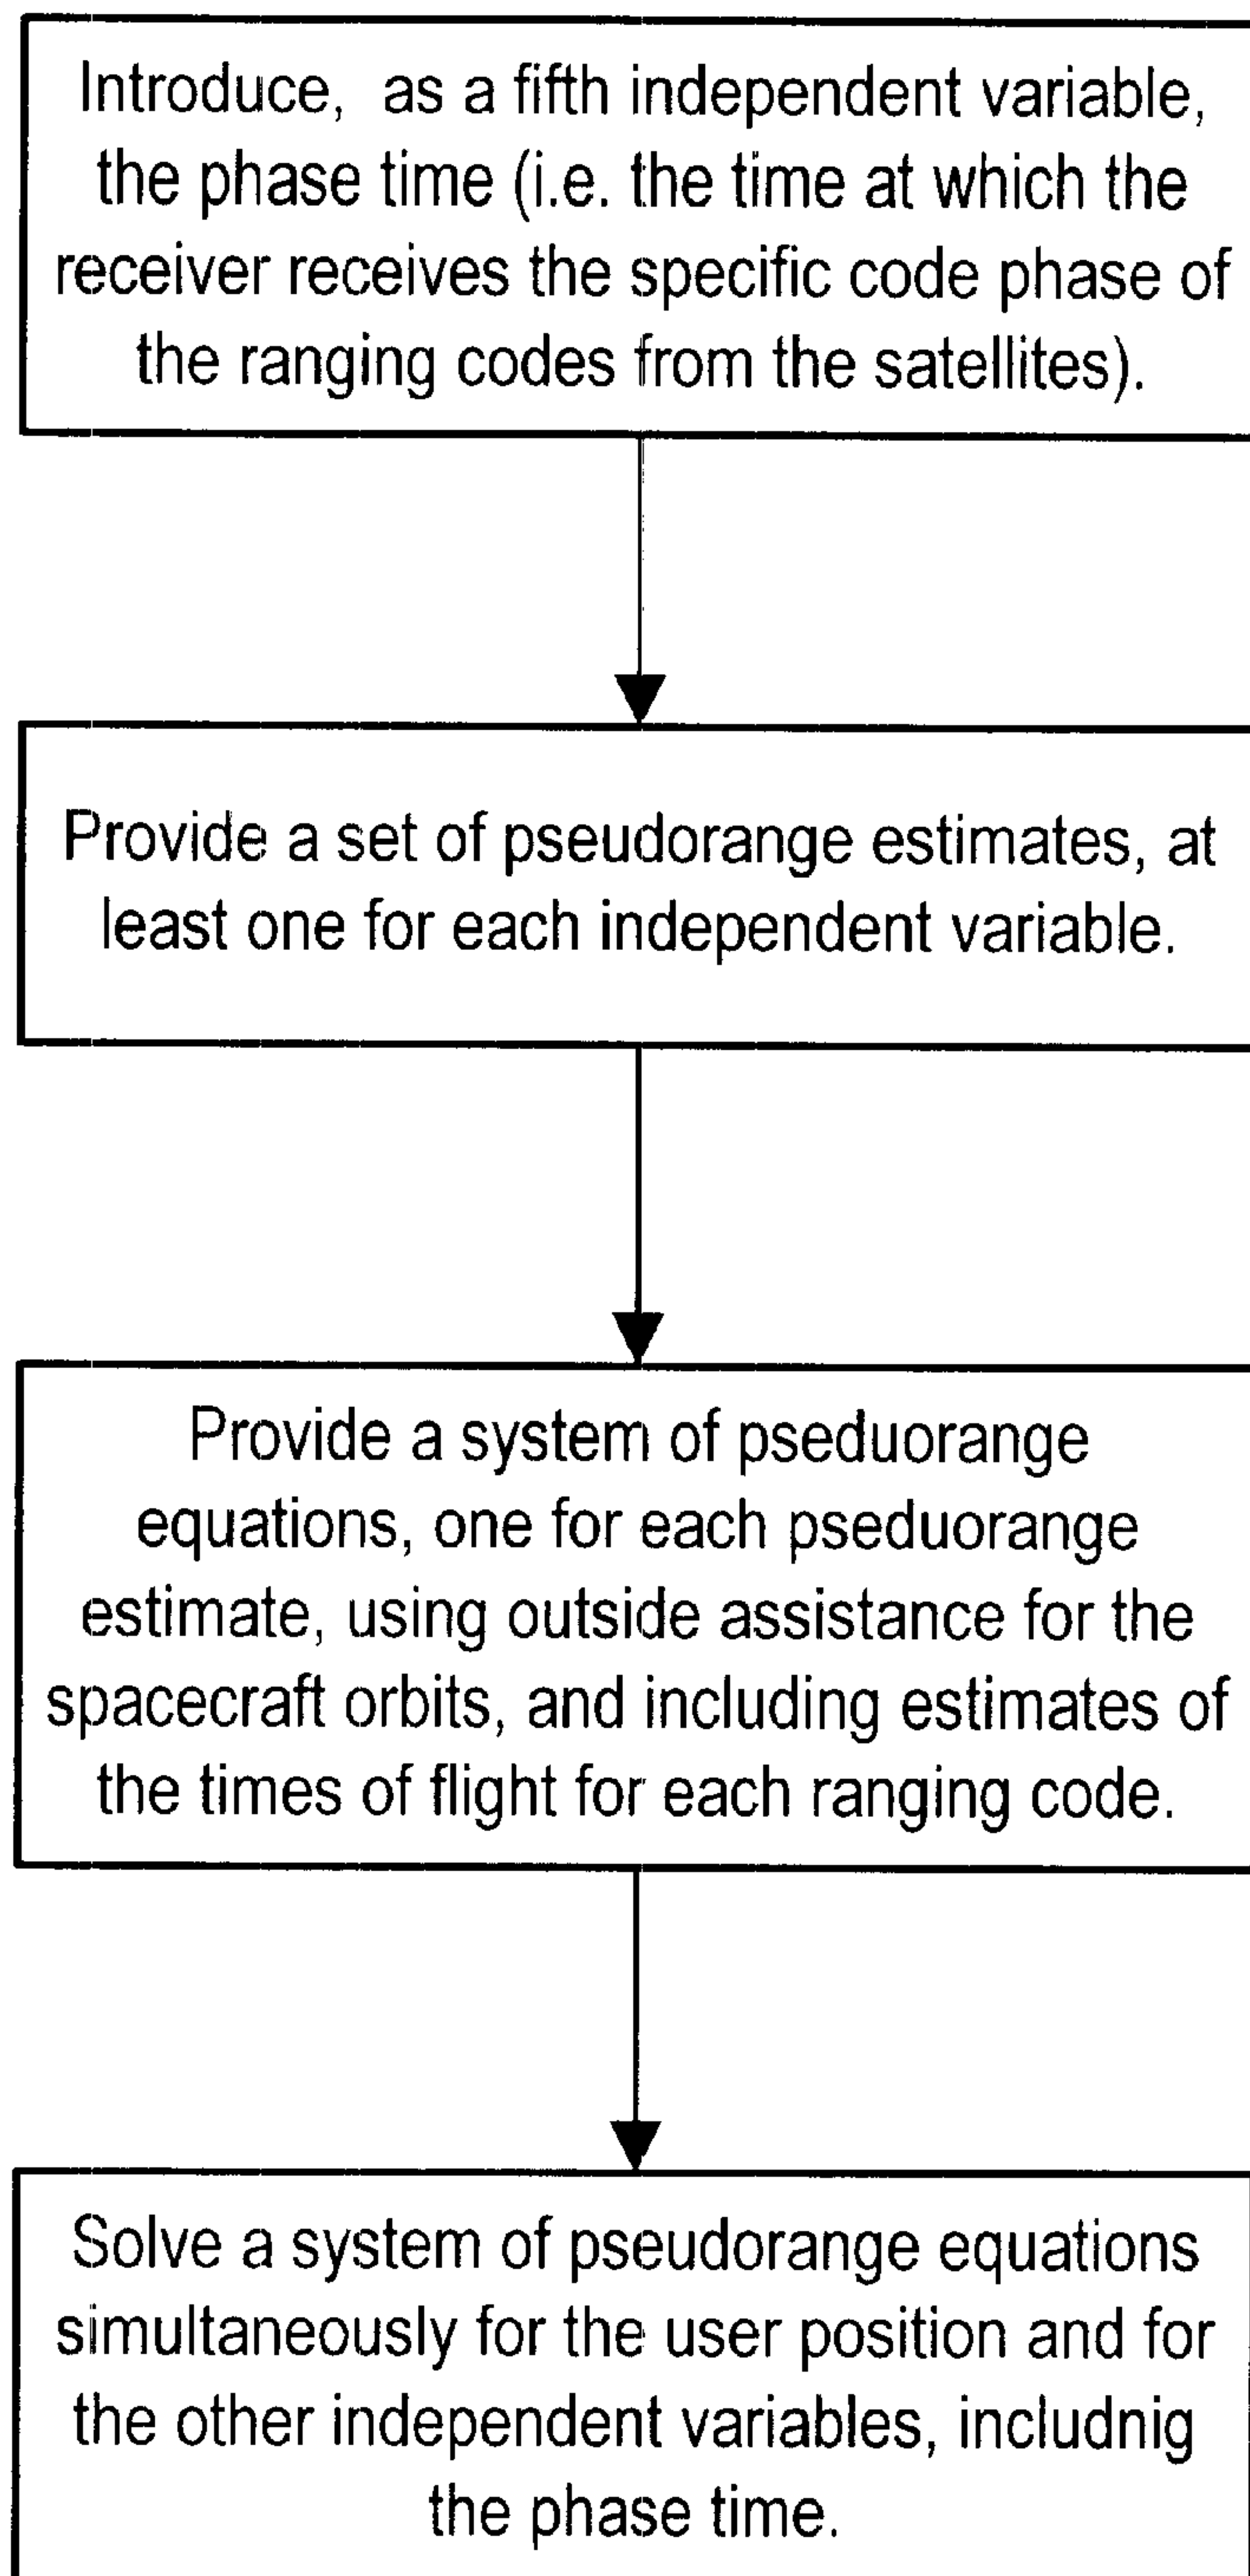 Introduce, as a fifth independent variable,
the phase time (i.e. the time at which the
receiver receives the specific code phase of
the ranging codes from the satellites).
Provide a set of pseudorange estimates, at
least one for each independent variable.
Provide a system of pseduorange
equations, one for each pseduorange
estimate, using outside assistance for the
spacecraft orbits, and including estimates of
the times of flight for each ranging code.
Solve a system of pseudorange equations
simultaneously for the user position and for
the other independent variables, includnig
the phase time.